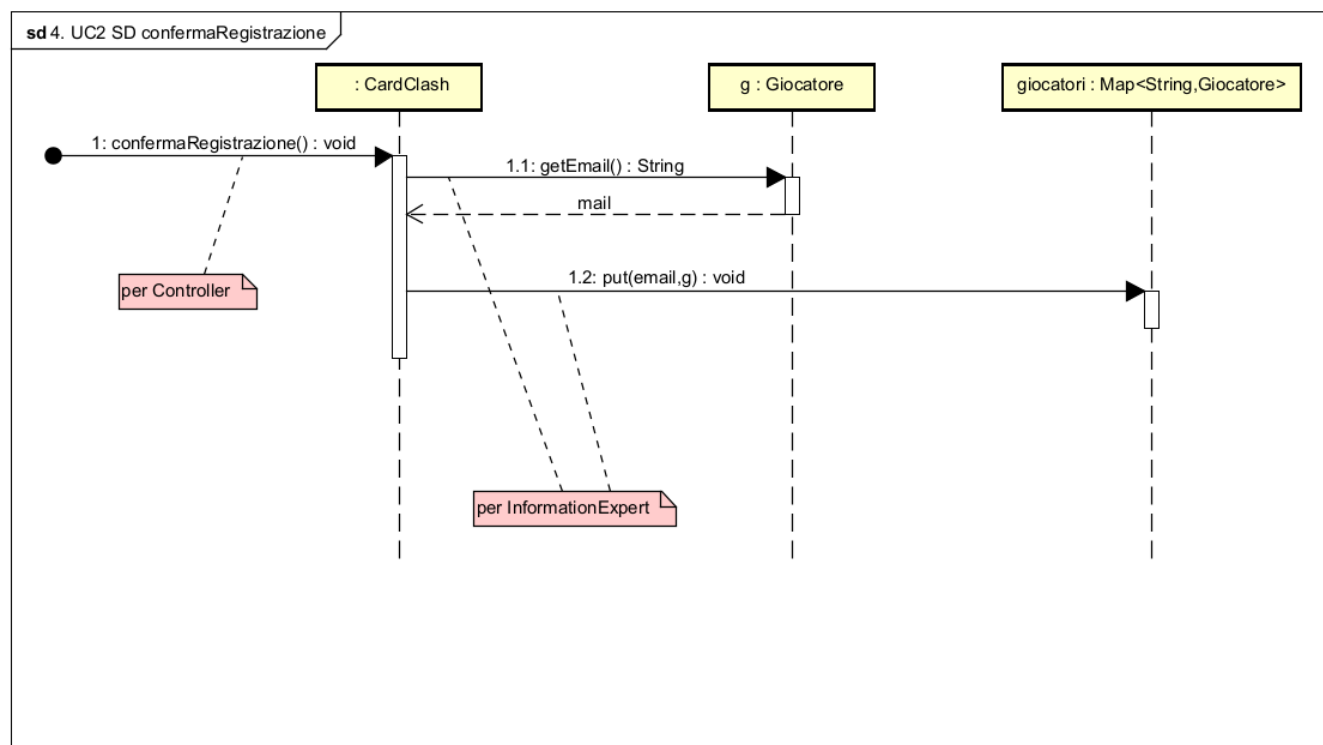 sd 4. UC2 SD confermaRegistrazione
: CardClash
g : Giocatore
giocatori : Map<String,Giocatore>
1: confermaRegistrazione() : void
1.1: getEmail() : String
mail
1.2: put(email,g) : void
per Controller
per InformationExpert